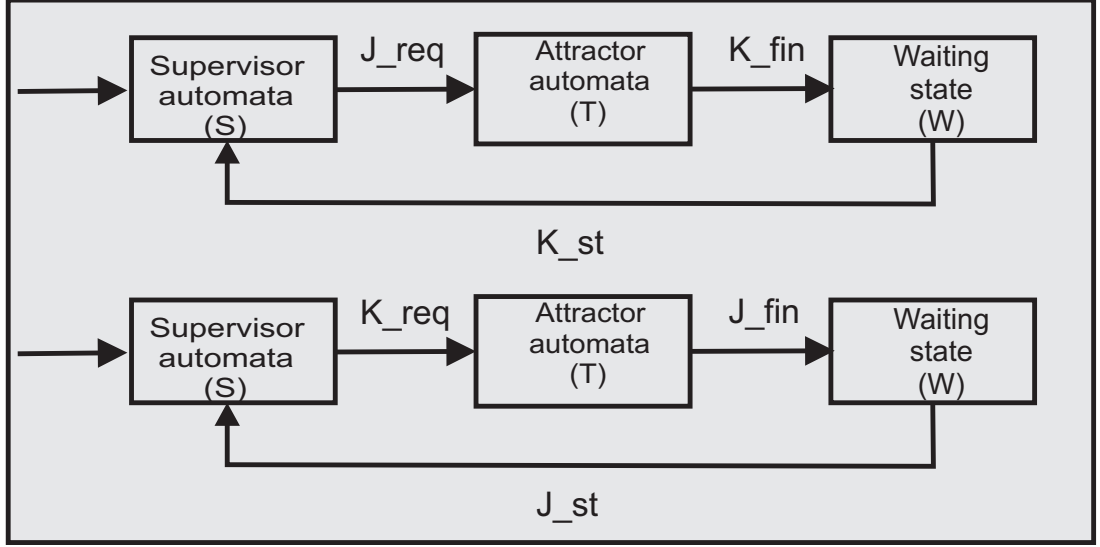 Supervisor
automata
(S)
J_req
Attractor
automata
(T)
K_fin
Waiting
state
(W)
K_st
Supervisor
automata
(S)
K_req
Attractor
automata
(T)
J_fin
Waiting
state
(W)
J_st